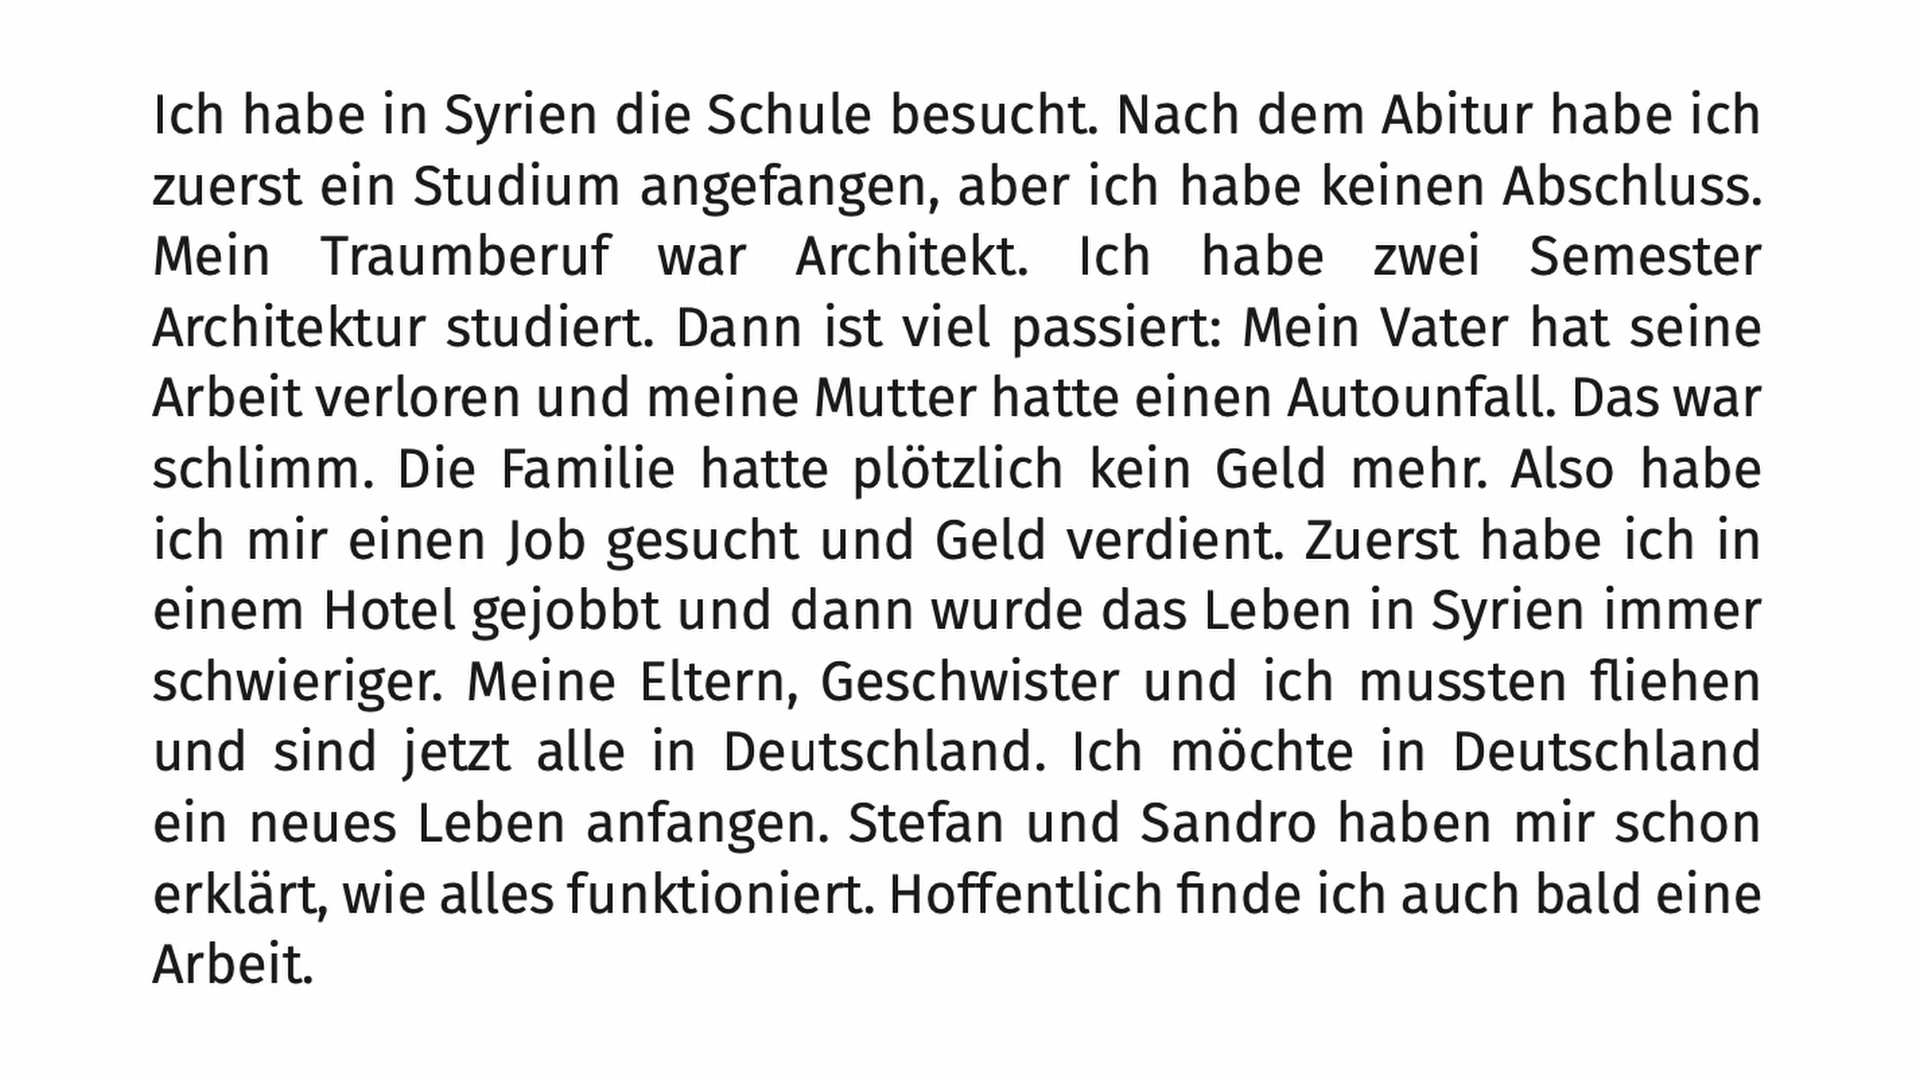 Ich habe in Syrien die Schule besucht. Nach dem Abitur habe ich
zuerst ein Studium angefangen, aber ich habe keinen Abschluss.
Mein Traumberuf war Architekt. Ich habe zwei Semester
Architektur studiert. Dann ist viel passiert: Mein Vater hat seine
Arbeit verloren und meine Mutter hatte einen Autounfall. Das war
schlimm. Die Familie hatte plötzlich kein Geld mehr. Also habe
ich mir einen Job gesucht und Geld verdient. Zuerst habe ich in
einem Hotel gejobbt und dann wurde das Leben in Syrien immer
schwieriger. Meine Eltern, Geschwister und ich mussten fliehen
und sind jetzt alle in Deutschland. Ich möchte in Deutschland
ein neues Leben anfangen. Stefan und Sandro haben mir schon
erklärt, wie alles funktioniert. Hoffentlich finde ich auch bald eine
Arbeit.